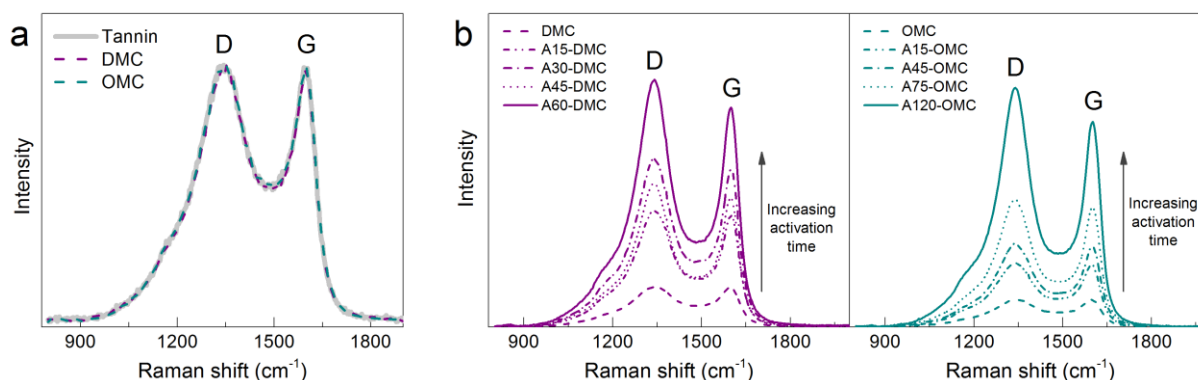 a
Tannin
DMC
OMC
D
G
Intensity
900
1200
1500
1800
Raman shift (cm⁻¹)
b
DMC
A15-DMC
A30-DMC
A45-DMC
A60-DMC
D
G
Increasing
activation
time
Intensity
900
1200
1500
1800
Raman shift (cm⁻¹)
OMC
A15-OMC
A45-OMC
A75-OMC
A120-OMC
D
G
Increasing
activation
time
900
1200
1500
1800
Raman shift (cm⁻¹)